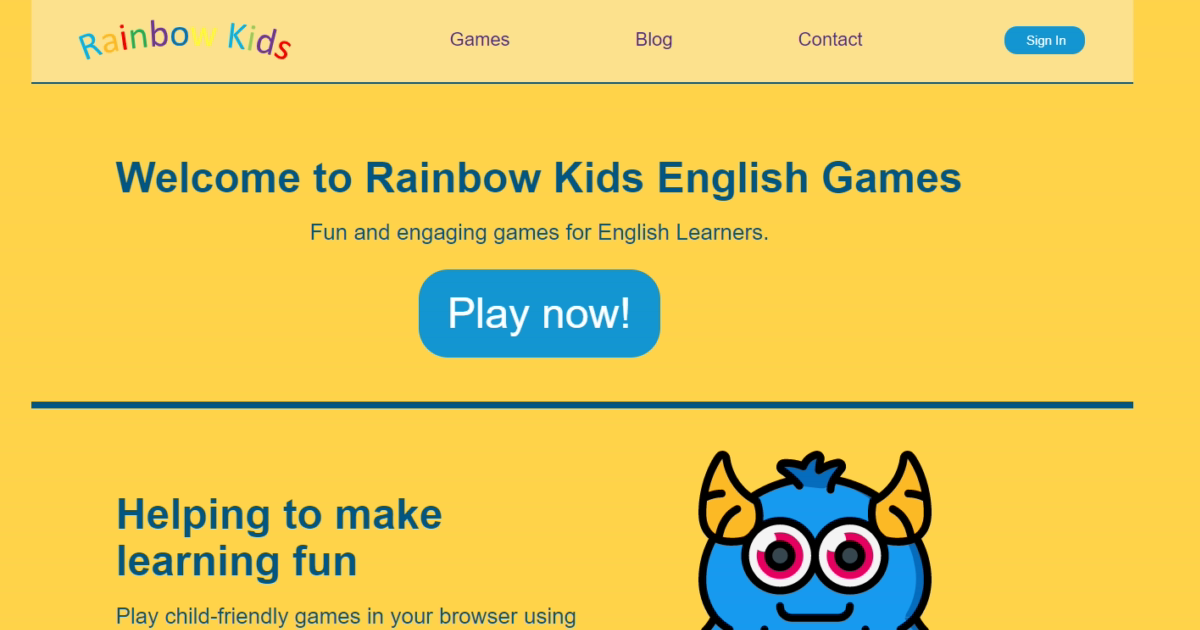 Rainbow Kids
Games
Blog
Contact
Sign In
Welcome to Rainbow Kids English Games
Fun and engaging games for English Learners.
Play now!
Helping to make
learning fun
Play child-friendly games in your browser using